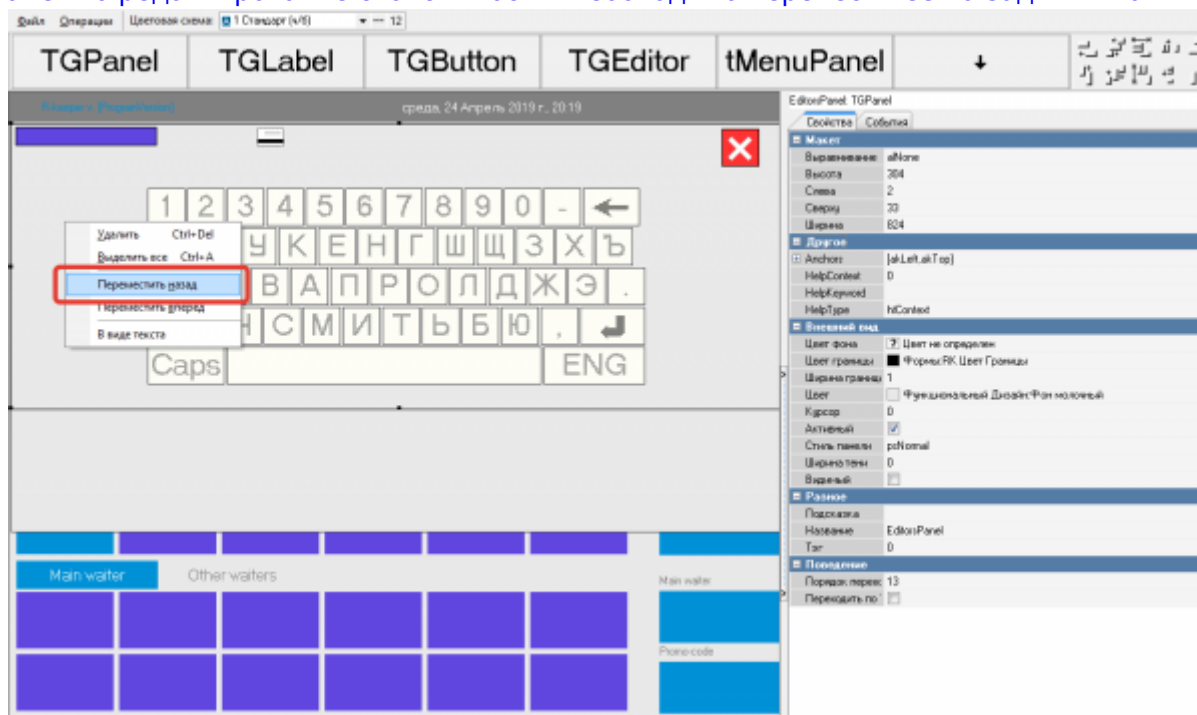 Файл Операции Цветовая схема: 1 Стандарт (ч/б) 12
TGPanel TGLabel TGButton TGEditor tMenuPanel
среда, 24 Апрель 2019 г., 20:19
EditorsPanel: TGPanel
Свойства События
Макет
Выравнивание alNone
Высота 304
Слева 2
Сверху 33
Ширина 824
Другое
Anchors [akLeft,akTop]
HelpContext 0
HelpKeyword
HelpType htContext
Внешний вид
Цвет фона Цвет не определен
Цвет границы Формы:RK Цвет Границы
Ширина границы 1
Цвет Функциональный Дизайн:Фон молочный
Курсор 0
Активный
Стиль панели psNormal
Ширина тени 0
Видимый
Разное
Подсказка
Название EditorsPanel
Тэг 0
Поведение
Порядок перекл 13
Переходить по
1 2 3 4 5 6 7 8 9 0 -
У К Е Н Г Ш Щ З Х Ъ
В А П Р О Л Д Ж Э .
С М И Т Ь Б Ю ,
Caps ENG
Удалить Ctrl+Del
Выделить все Ctrl+A
Переместить назад
Переместить вперед
В виде текста
Main waiter Other waiters
Main waiter
Promo-code